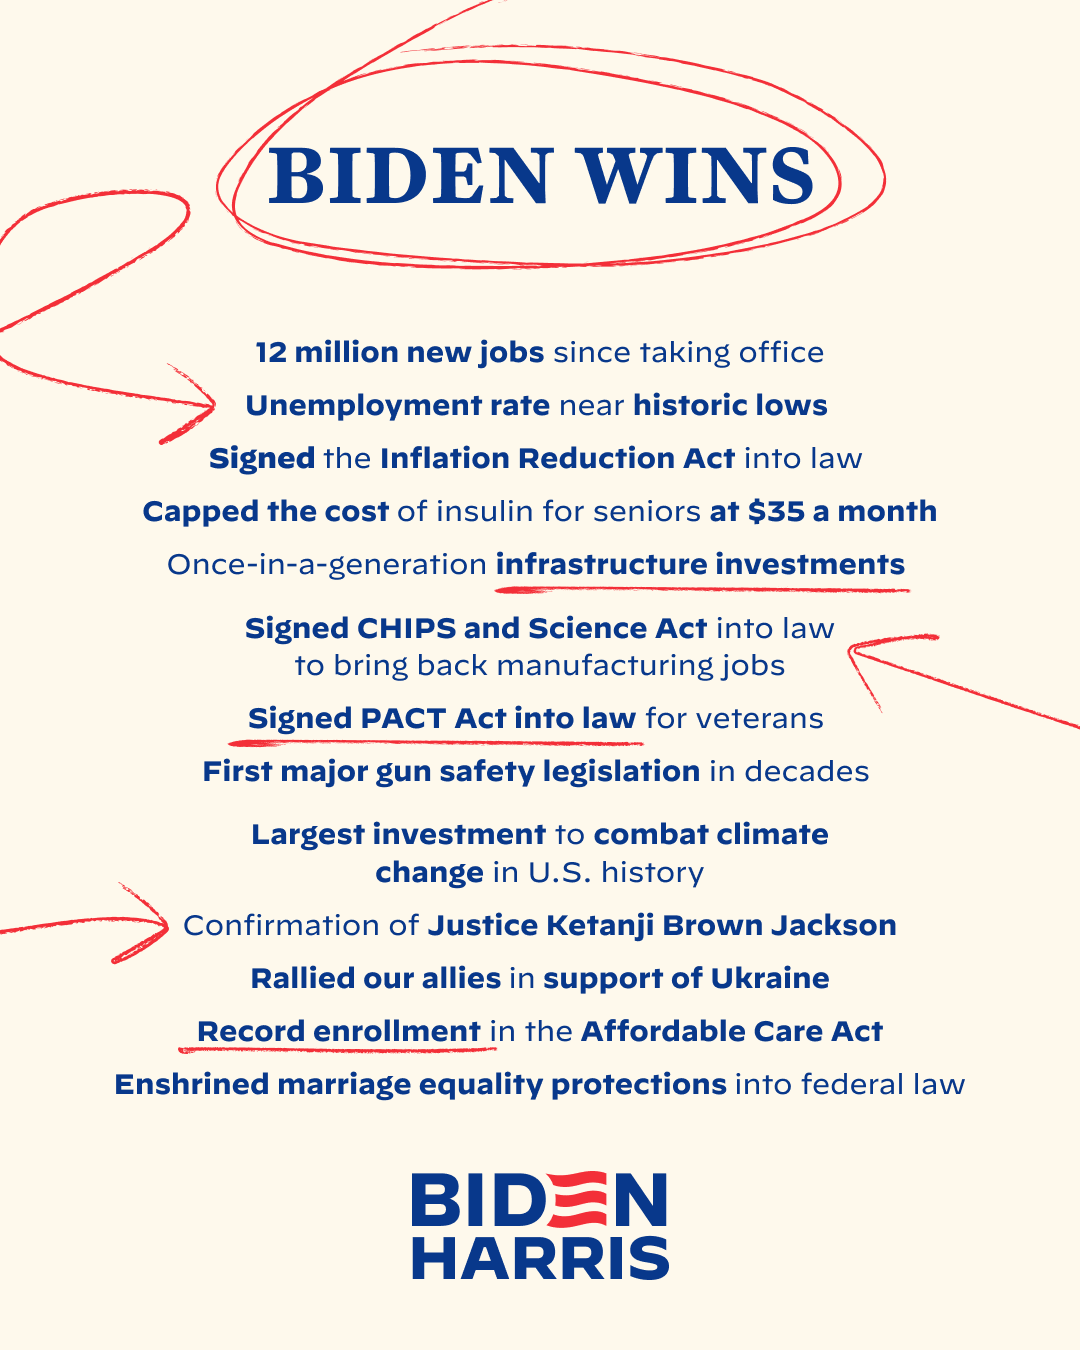 BIDEN WINS
12 million new jobs since taking office
Unemployment rate near historic lows
Signed the Inflation Reduction Act into law
Capped the cost of insulin for seniors at $35 a month
Once-in-a-generation infrastructure investments
Signed CHIPS and Science Act into law
to bring back manufacturing jobs
Signed PACT Act into law for veterans
First major gun safety legislation in decades
Largest investment to combat climate
change in U.S. history
Confirmation of Justice Ketanji Brown Jackson
Rallied our allies in support of Ukraine
Record enrollment in the Affordable Care Act
Enshrined marriage equality protections into federal law
BIDEN
HARRIS